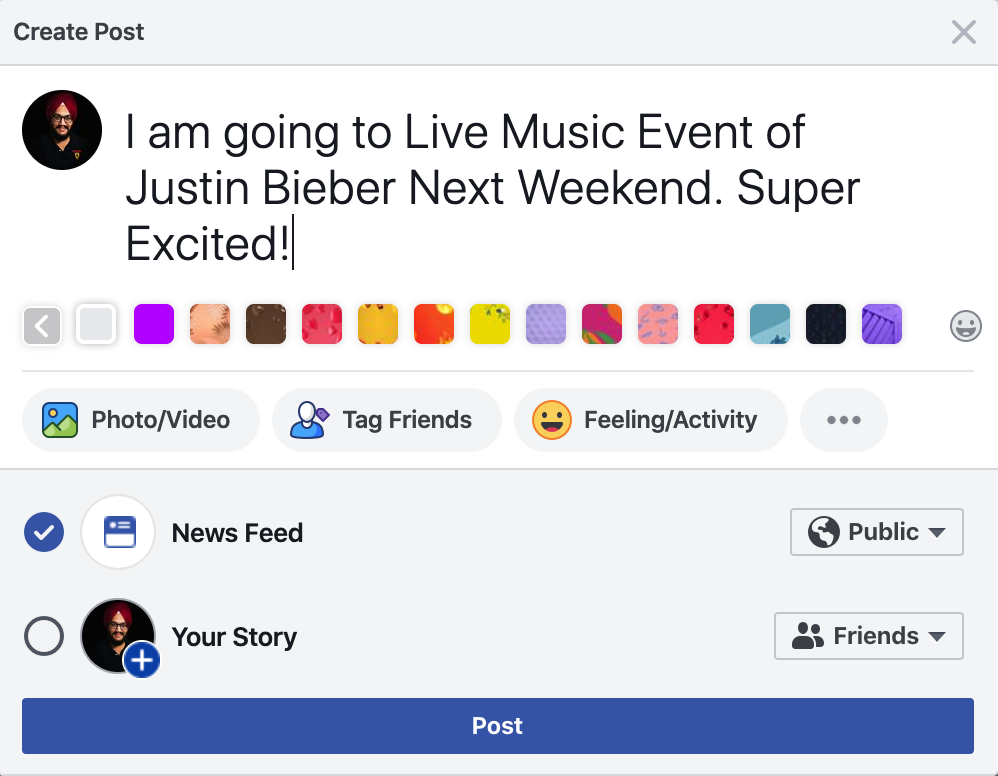 Create Post
I am going to Live Music Event of
Justin Bieber Next Weekend. Super
Excited!
Photo/Video
Tag Friends
Feeling/Activity
News Feed
Public
Your Story
Friends
Post